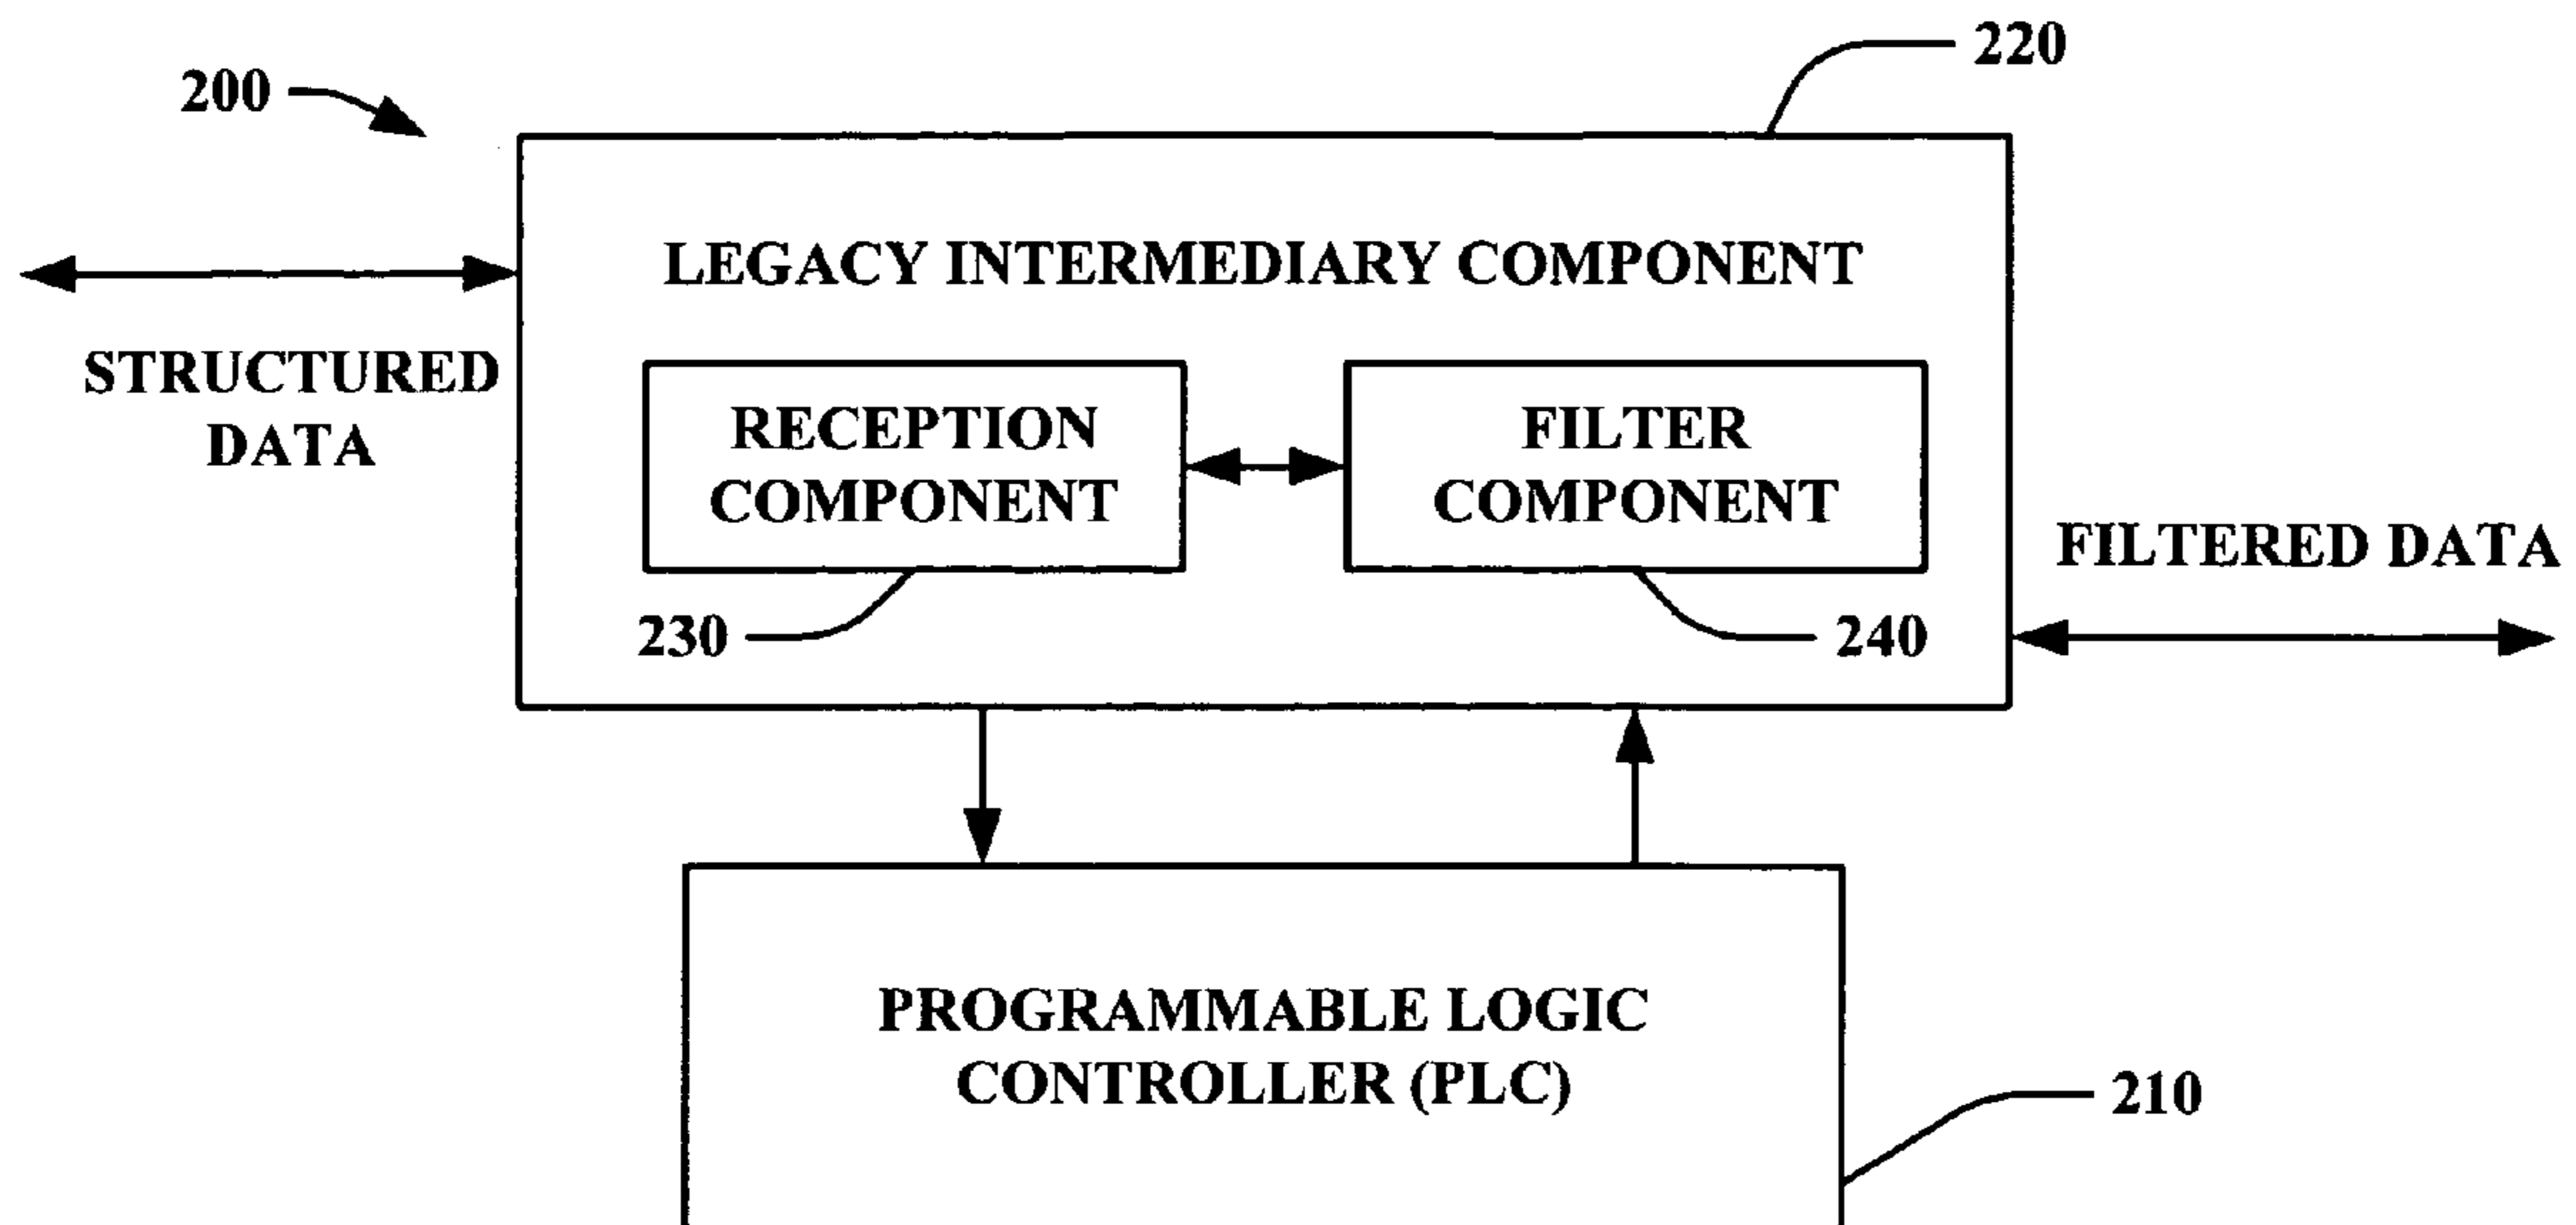 220
200
LEGACY INTERMEDIARY COMPONENT
STRUCTURED
DATA
RECEPTION
COMPONENT
FILTER
COMPONENT
FILTERED DATA
230
240
PROGRAMMABLE LOGIC
CONTROLLER (PLC)
210